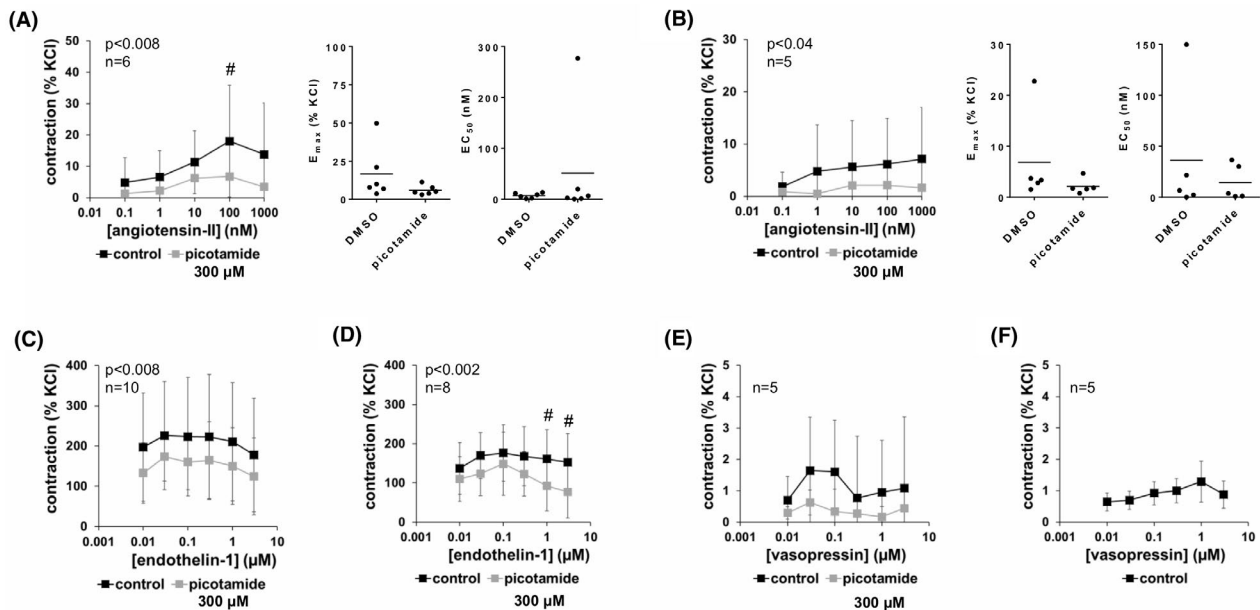 (A)
contraction (% KCl)
50
40
30
20
10
0
p<0.008
n=6
#
0.01 0.1 1 10 100 1000
[angiotensin-II] (nM)
control picotamide
300 µM
Emax (% KCl)
100
75
50
25
0
DMSO
picotamide
EC50 (nM)
300
200
150
100
50
0
DMSO
picotamide
(B)
contraction (% KCl)
30
20
10
0
p<0.04
n=5
0.01 0.1 1 10 100 1000
[angiotensin-II] (nM)
control picotamide
300 µM
Emax (% KCl)
30
20
10
0
DMSO
picotamide
EC50 (nM)
150
100
50
0
DMSO
picotamide
(C)
contraction (% KCl)
400
300
200
100
0
p<0.008
n=10
0.001 0.01 0.1 1 10
[endothelin-1] (µM)
control picotamide
300 µM
(D)
contraction (% KCl)
400
300
200
100
0
p<0.002
n=8
# #
0.001 0.01 0.1 1 10
[endothelin-1] (µM)
control picotamide
300 µM
(E)
contraction (% KCl)
5
4
3
2
1
0
n=5
0.001 0.01 0.1 1 10
[vasopressin] (µM)
control picotamide
300 µM
(F)
contraction (% KCl)
5
4
3
2
1
0
n=5
0.001 0.01 0.1 1 10
[vasopressin] (µM)
control